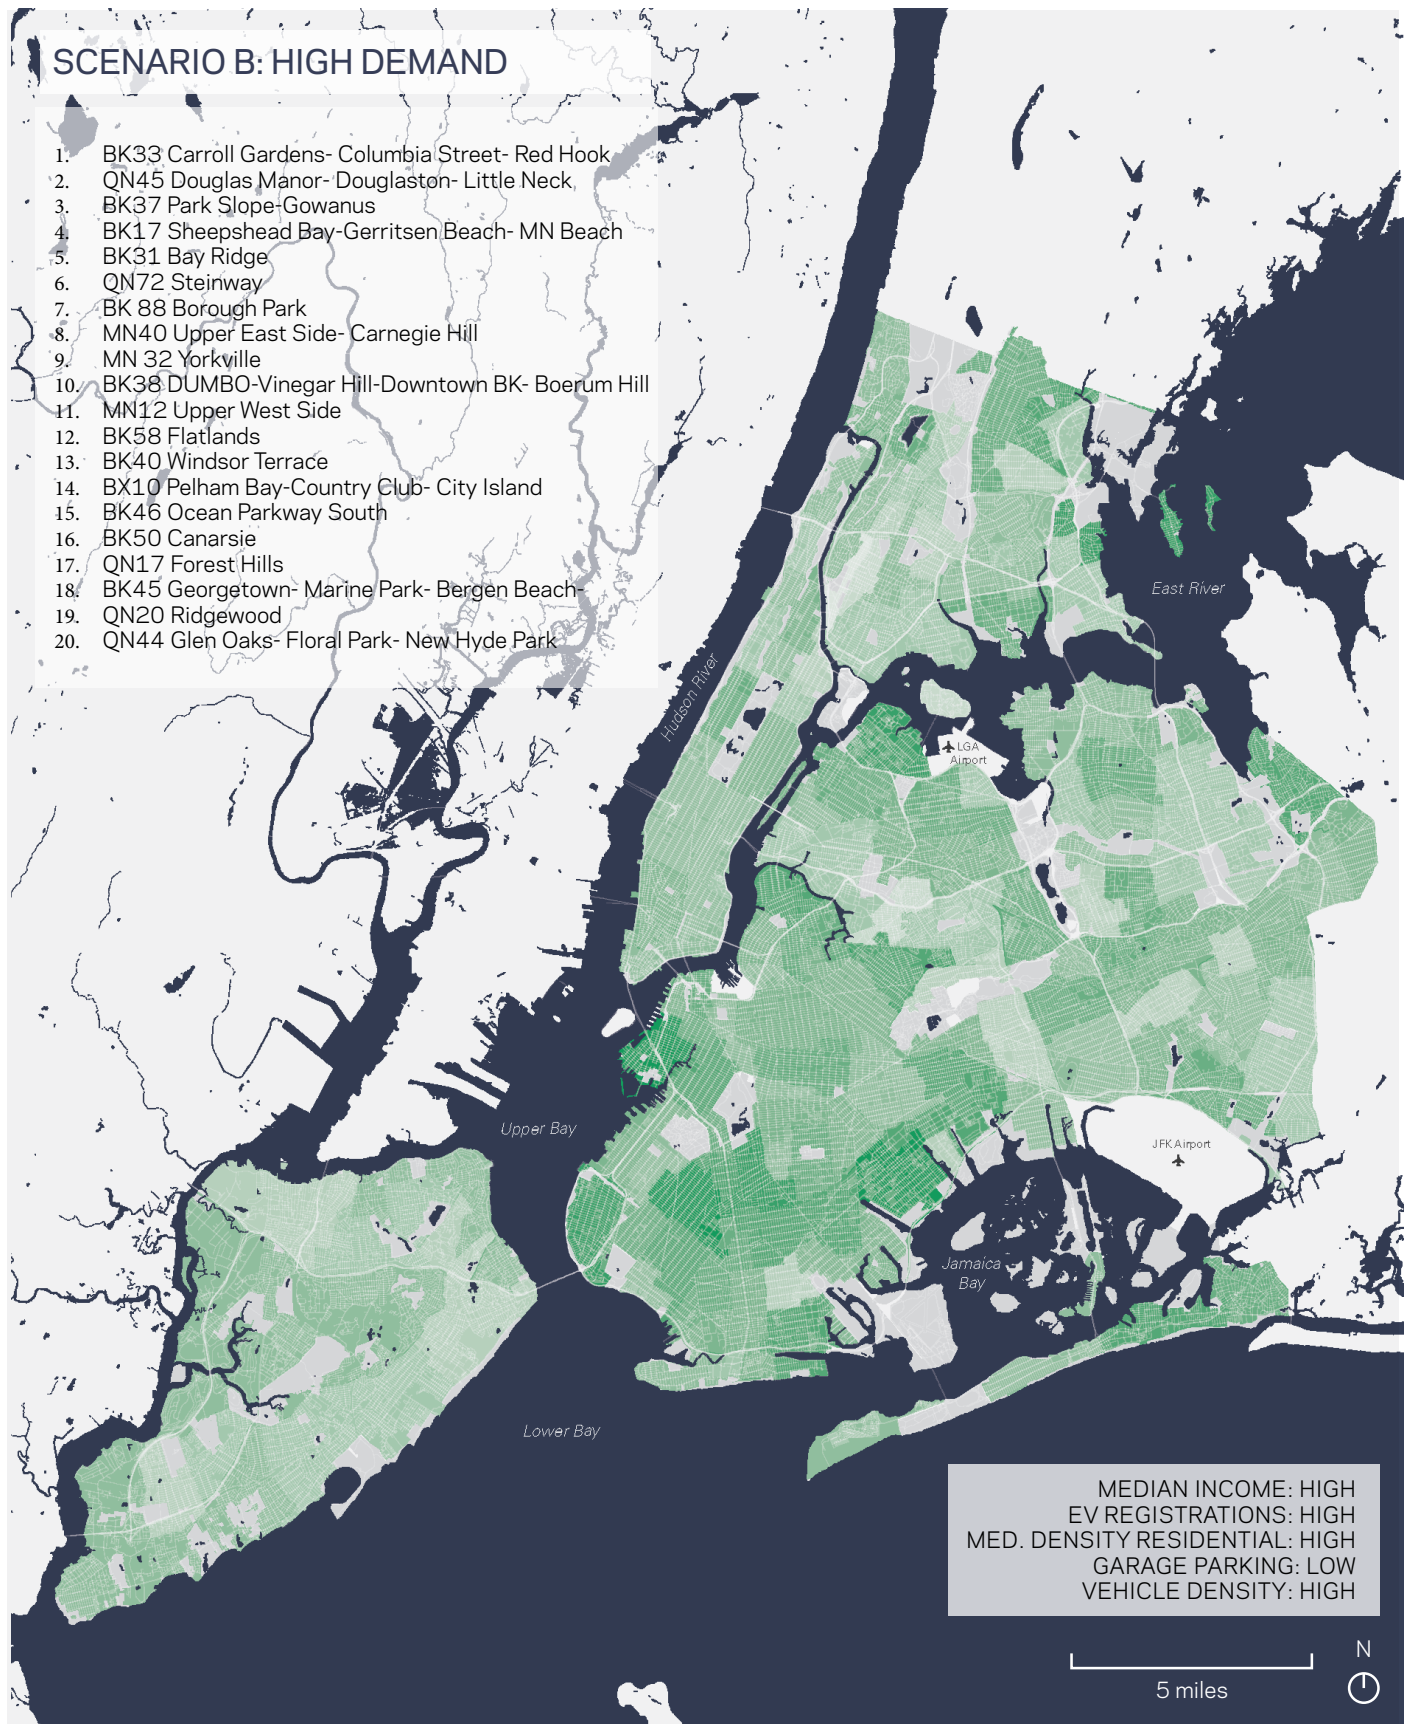 SCENARIO B: HIGH DEMAND
1. BK33 Carroll Gardens- Columbia Street- Red Hook
2. QN45 Douglas Manor- Douglaston- Little Neck
3. BK37 Park Slope-Gowanus
4. BK17 Sheepshead Bay-Gerritsen Beach- MN Beach
5. BK31 Bay Ridge
6. QN72 Steinway
7. BK 88 Borough Park
8. MN40 Upper East Side- Carnegie Hill
9. MN 32 Yorkville
10. BK38 DUMBO-Vinegar Hill-Downtown BK- Boerum Hill
11. MN12 Upper West Side
12. BK58 Flatlands
13. BK40 Windsor Terrace
14. BX10 Pelham Bay-Country Club- City Island
15. BK46 Ocean Parkway South
16. BK50 Canarsie
17. QN17 Forest Hills
18. BK45 Georgetown- Marine Park- Bergen Beach-
19. QN20 Ridgewood
20. QN44 Glen Oaks- Floral Park- New Hyde Park
East River
Hudson River
LGA
Airport
Upper Bay
JFK Airport
Jamaica
Bay
Lower Bay
MEDIAN INCOME: HIGH
EV REGISTRATIONS: HIGH
MED. DENSITY RESIDENTIAL: HIGH
GARAGE PARKING: LOW
VEHICLE DENSITY: HIGH
N
5 miles